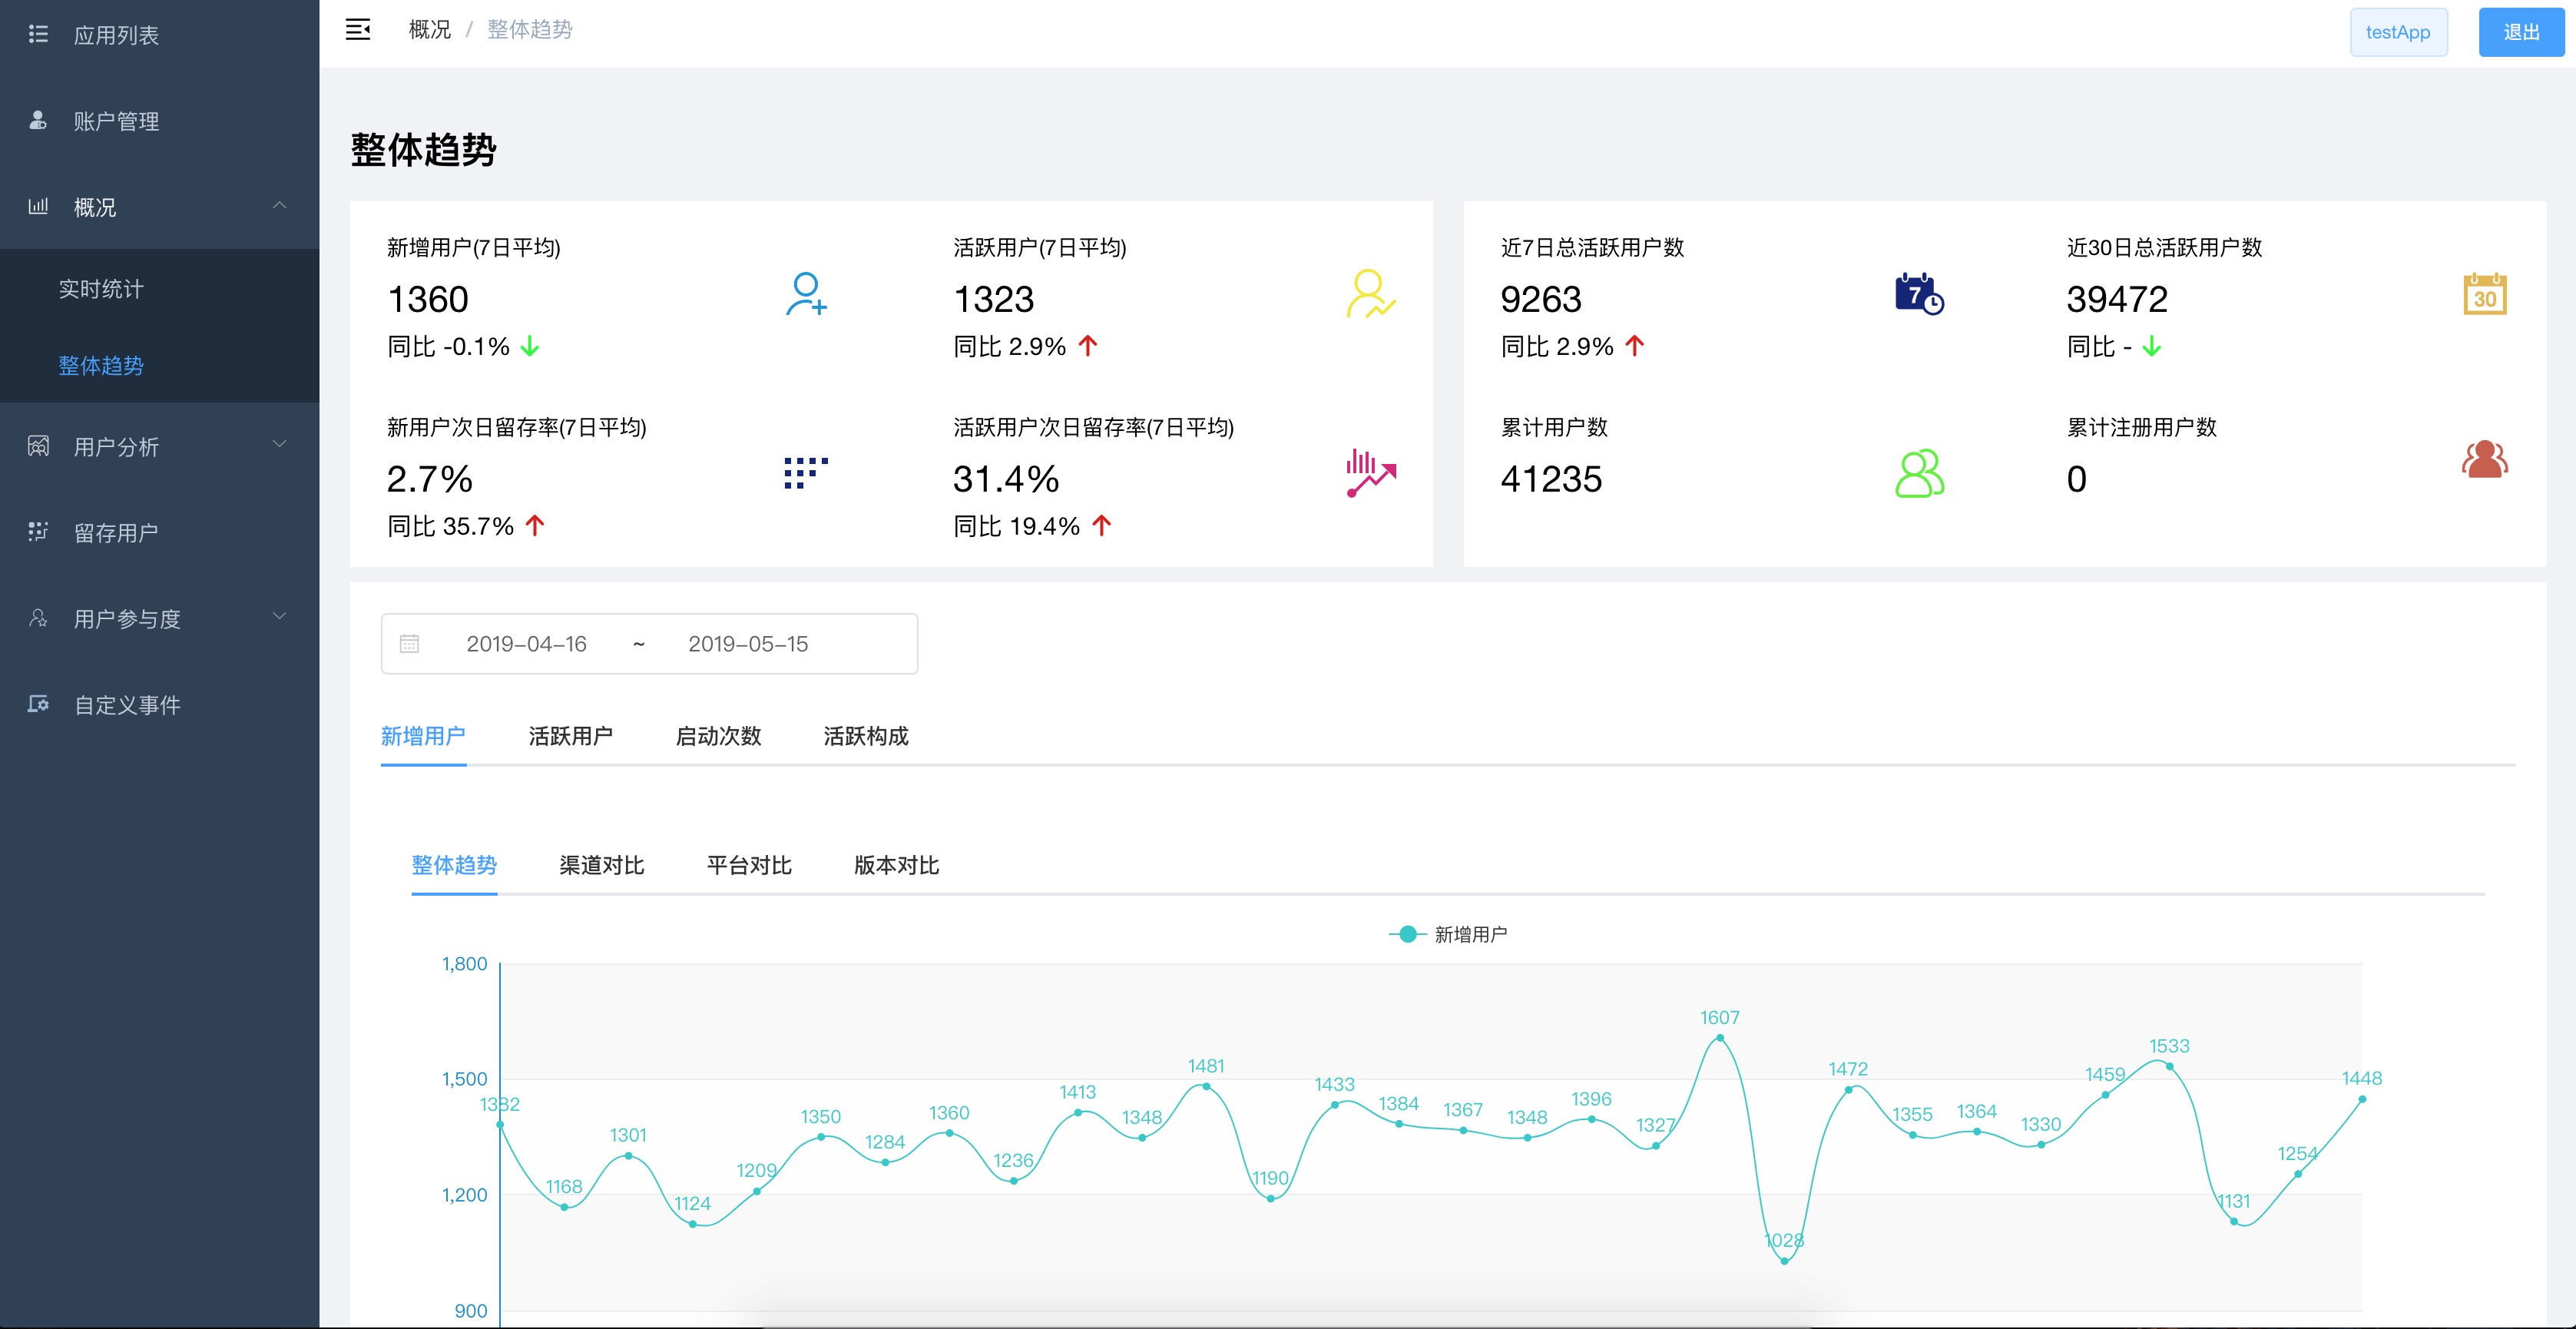 应用列表
账户管理
概况
实时统计
整体趋势
用户分析
留存用户
用户参与度
自定义事件
概况 / 整体趋势
testApp
退出
整体趋势
新增用户(7日平均)
1360
同比 -0.1%
活跃用户(7日平均)
1323
同比 2.9%
新用户次日留存率(7日平均)
2.7%
同比 35.7%
活跃用户次日留存率(7日平均)
31.4%
同比 19.4%
近7日总活跃用户数
9263
同比 2.9%
7
近30日总活跃用户数
39472
同比 -
30
累计用户数
41235
累计注册用户数
0
2019-04-16 ~ 2019-05-15
新增用户 活跃用户 启动次数 活跃构成
整体趋势 渠道对比 平台对比 版本对比
新增用户
1,800
1,500
1,200
900
1382
1168
1301
1124
1209
1350
1284
1360
1236
1413
1348
1481
1190
1433
1384
1367
1348
1396
1327
1607
1028
1472
1355
1364
1330
1459
1533
1131
1254
1448